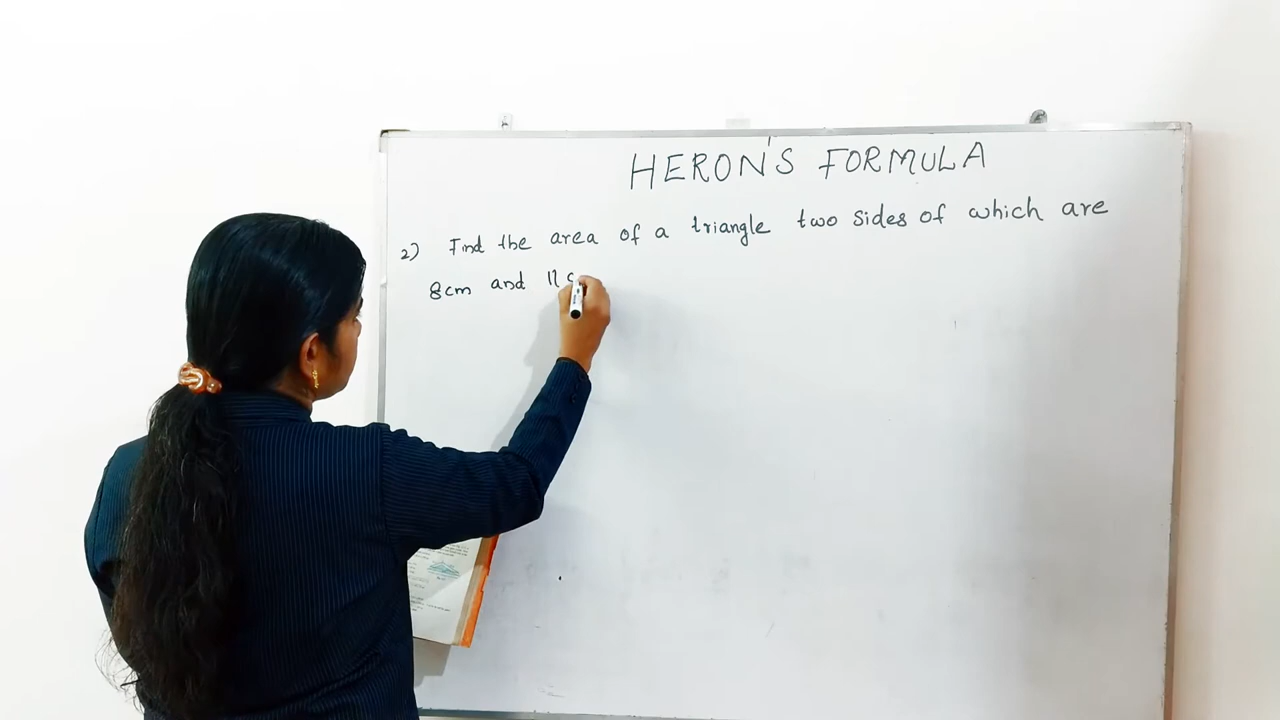 HERON'S FORMULA
2) Find the area of a triangle two sides of which are
8cm and 11 c